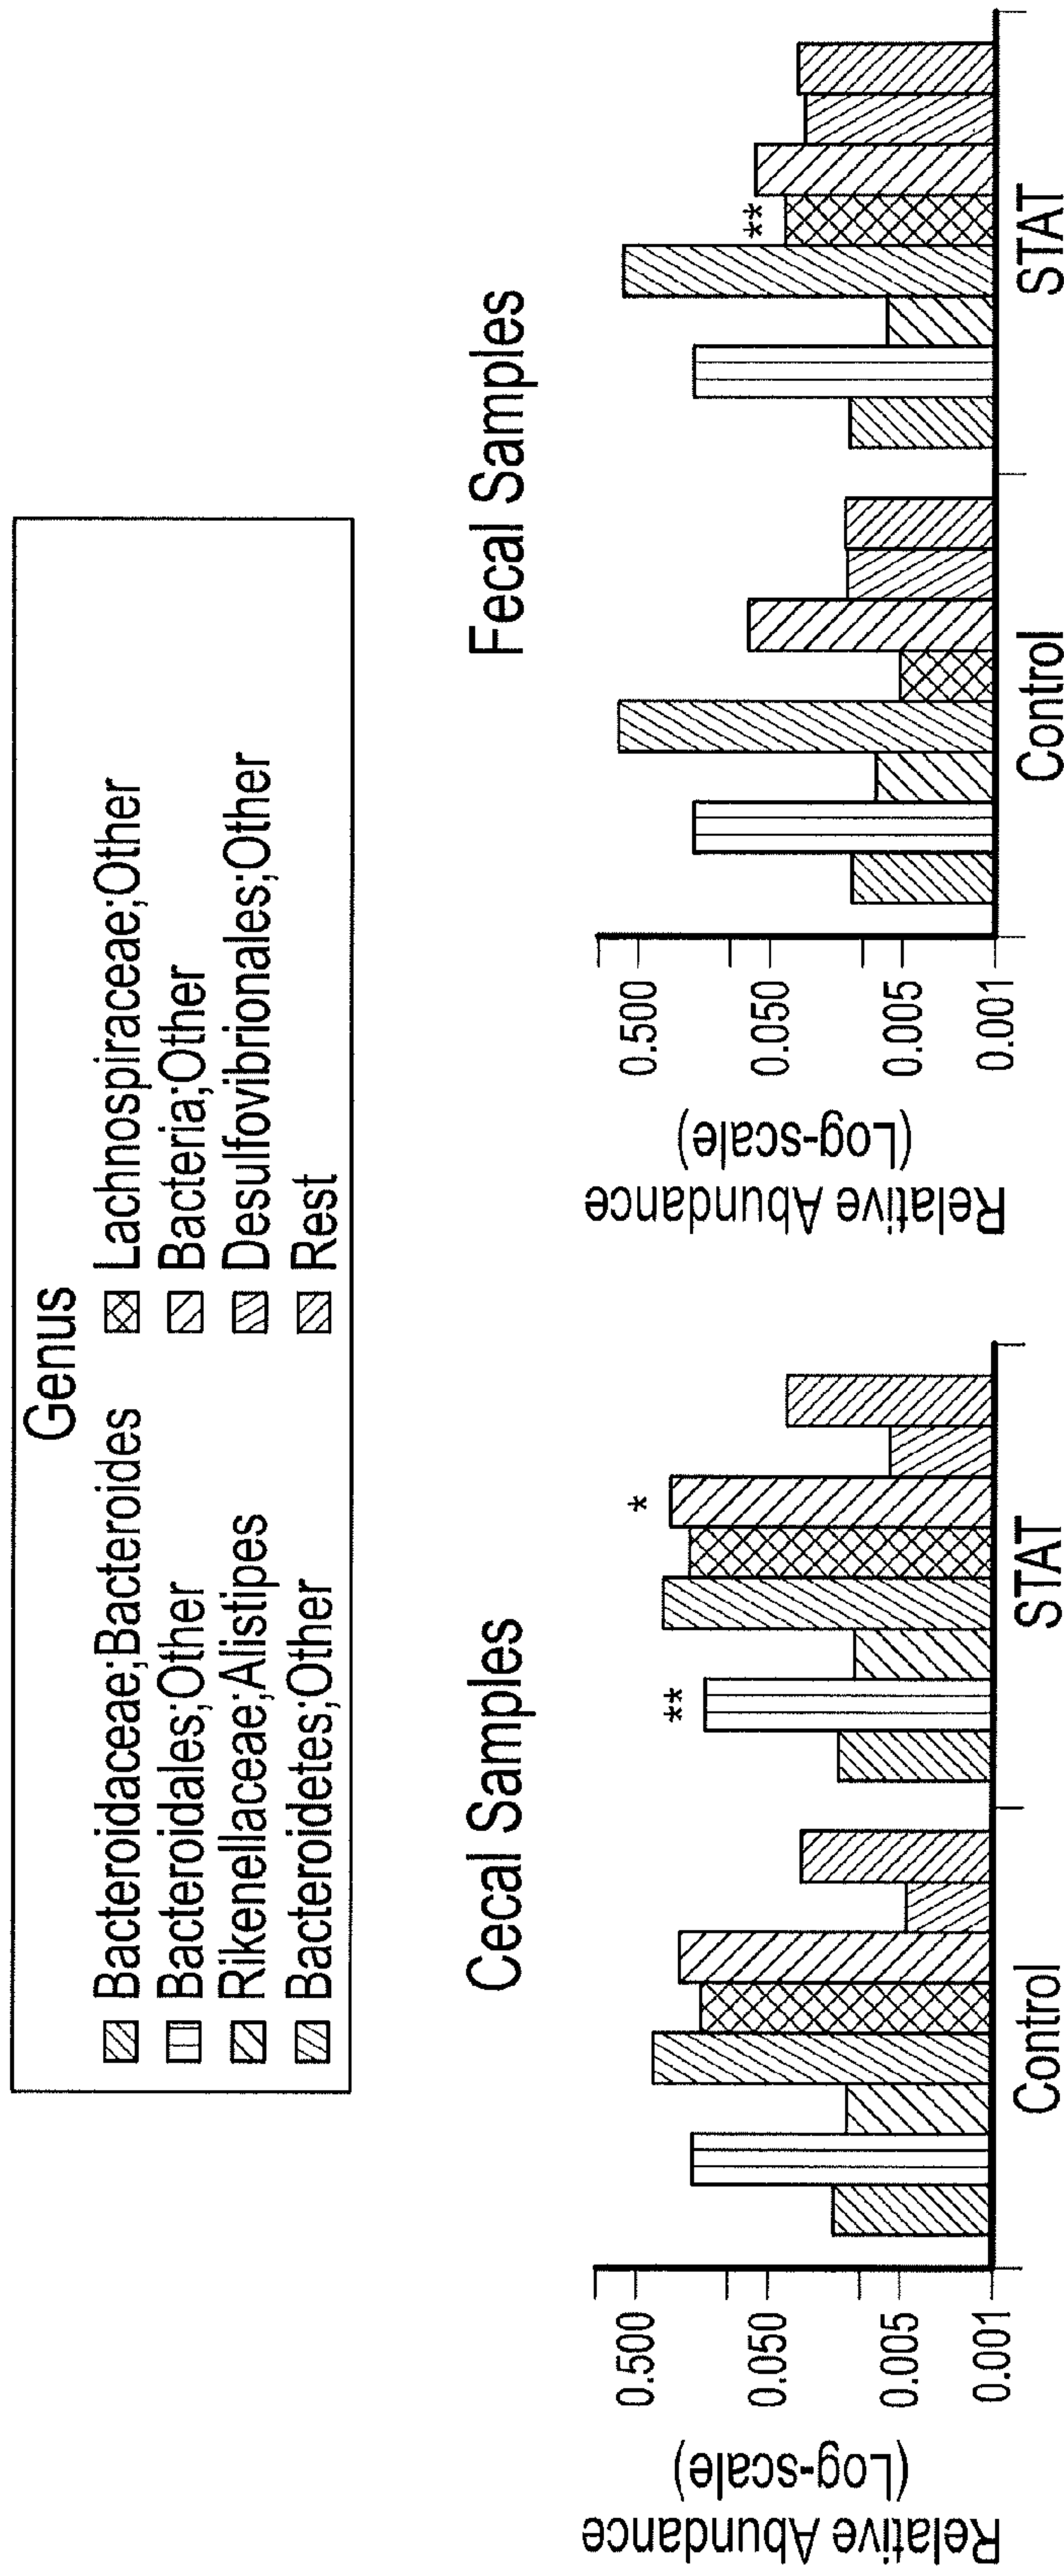 Genus
Bacteroidaceae;Bacteroides
Bacteroidales;Other
Rikenellaceae;Alistipes
Bacteroidetes;Other
Lachnospiraceae;Other
Bacteria;Other
Desulfovibrionales;Other
Rest
Cecal Samples
Relative Abundance
(Log-scale)
0.500
0.050
0.005
0.001
**
*
Control
STAT
Fecal Samples
Relative Abundance
(Log-scale)
0.500
0.050
0.005
0.001
**
Control
STAT